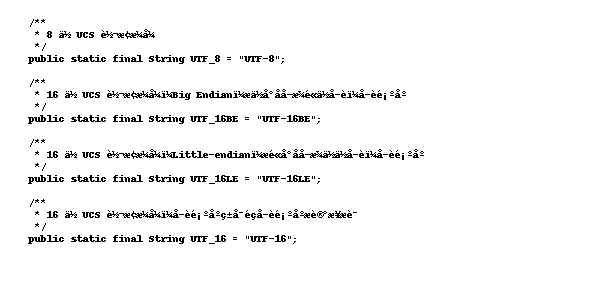 /**
 * 8 ä½ UCS è½¬æ¢æ ¼å¼
 */
public static final String UTF_8 = "UTF-8";
/**
 * 16 ä½ UCS è½¬æ¢æ ¼å¼ï¼Big Endianï¼æä½å°ååæ¾é«ä½å­èï¼å­èé¡ºåº
 */
public static final String UTF_16BE = "UTF-16BE";
/**
 * 16 ä½ UCS è½¬æ¢æ ¼å¼ï¼Little-endianï¼æé«å°ååæ¾ä½ä½å­èï¼å­èé¡ºåº
 */
public static final String UTF_16LE = "UTF-16LE";
/**
 * 16 ä½ UCS è½¬æ¢æ ¼å¼ï¼å­èé¡ºåºç±å¯éçå­èé¡ºåºæ è®°æ¥æ è¯
 */
public static final String UTF_16 = "UTF-16";